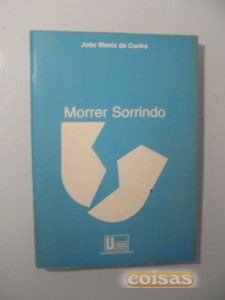 João Moniz da Cunha
Morrer Sorrindo
coisas